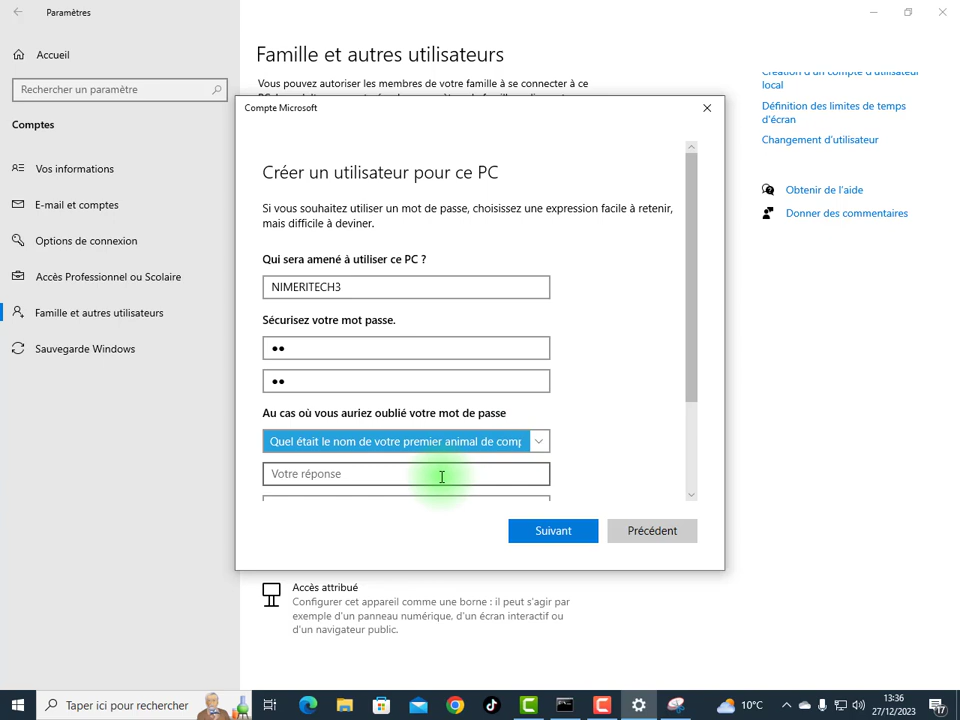 Paramètres
Accueil
Rechercher un paramètre
Comptes
Vos informations
E-mail et comptes
Options de connexion
Accès Professionnel ou Scolaire
Famille et autres utilisateurs
Sauvegarde Windows
Famille et autres utilisateurs
Vous pouvez autoriser les membres de votre famille à se connecter à ce
Création d'un compte d'utilisateur
local
Définition des limites de temps
d'écran
Changement d'utilisateur
Obtenir de l'aide
Donner des commentaires
Compte Microsoft
Créer un utilisateur pour ce PC
Si vous souhaitez utiliser un mot de passe, choisissez une expression facile à retenir,
mais difficile à deviner.
Qui sera amené à utiliser ce PC ?
NIMERITECH3
Sécurisez votre mot passe.
●●
●●
Au cas où vous auriez oublié votre mot de passe
Quel était le nom de votre premier animal de comp
Votre réponse
Suivant
Précédent
Accès attribué
Configurer cet appareil comme une borne : il peut s'agir par
exemple d'un panneau numérique, d'un écran interactif ou
d'un navigateur public.
Taper ici pour rechercher
10°C
13:36
27/12/2023
17